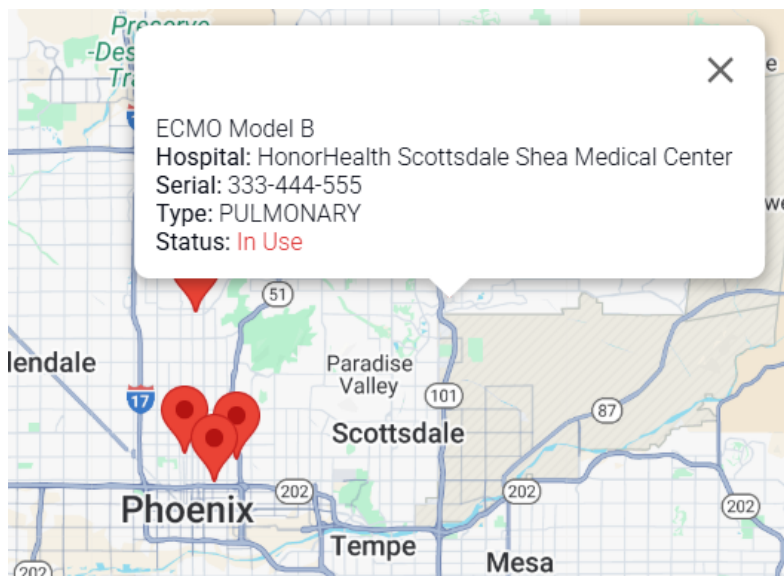 Preserve
-Des
Tra
e
ECMO Model B
Hospital: HonorHealth Scottsdale Shea Medical Center
Serial: 333-444-555
Type: PULMONARY
Status: In Use
we
51
lendale
Paradise
Valley
17
101
87
Scottsdale
202
202
202
Phoenix
Tempe
Mesa
202